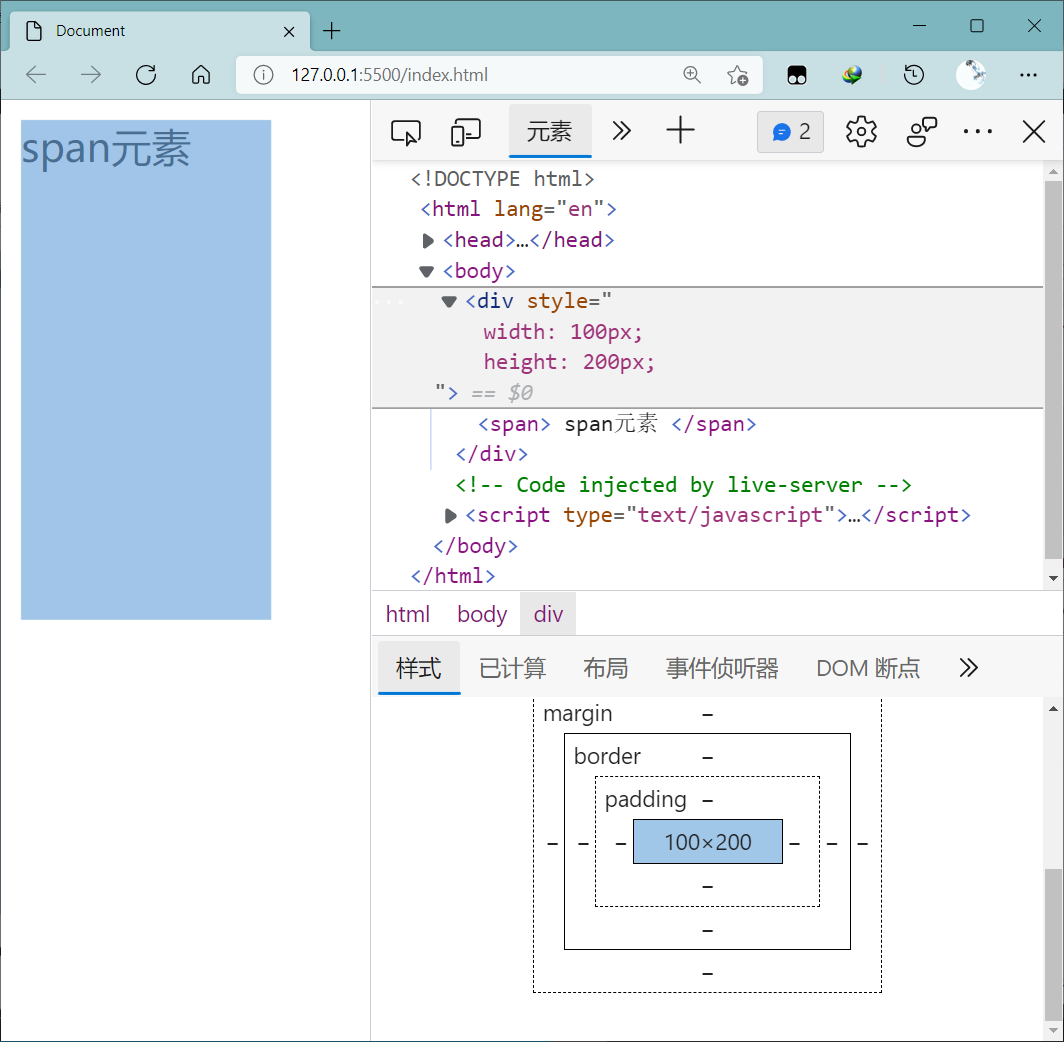 Document
127.0.0.1:5500/index.html
span元素
元素
2
<!DOCTYPE html>
<html lang="en">
<head>…</head>
<body>
<div style="
width: 100px;
height: 200px;
"> == $0
<span> span元素 </span>
</div>
<!-- Code injected by live-server -->
<script type="text/javascript">…</script>
</body>
</html>
html body div
样式 已计算 布局 事件侦听器 DOM 断点
margin –
border –
padding –
– – – 100×200 – – –
–
–
–